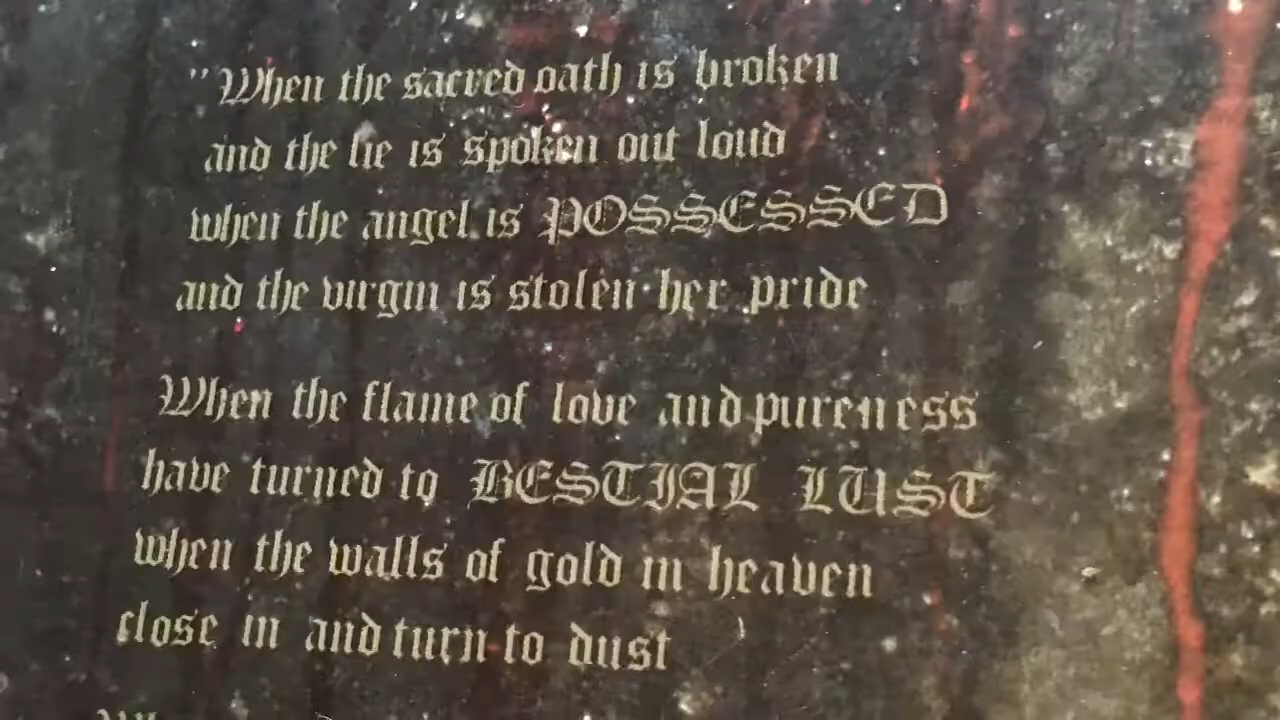 "When the sacred oath is broken
and the lie is spoken out loud
when the angel is POSSESSED
and the virgin is stolen her pride
When the flame of love and pureness
have turned to BESTIAL LUST
when the walls of gold in heaven
close in and turn to dust